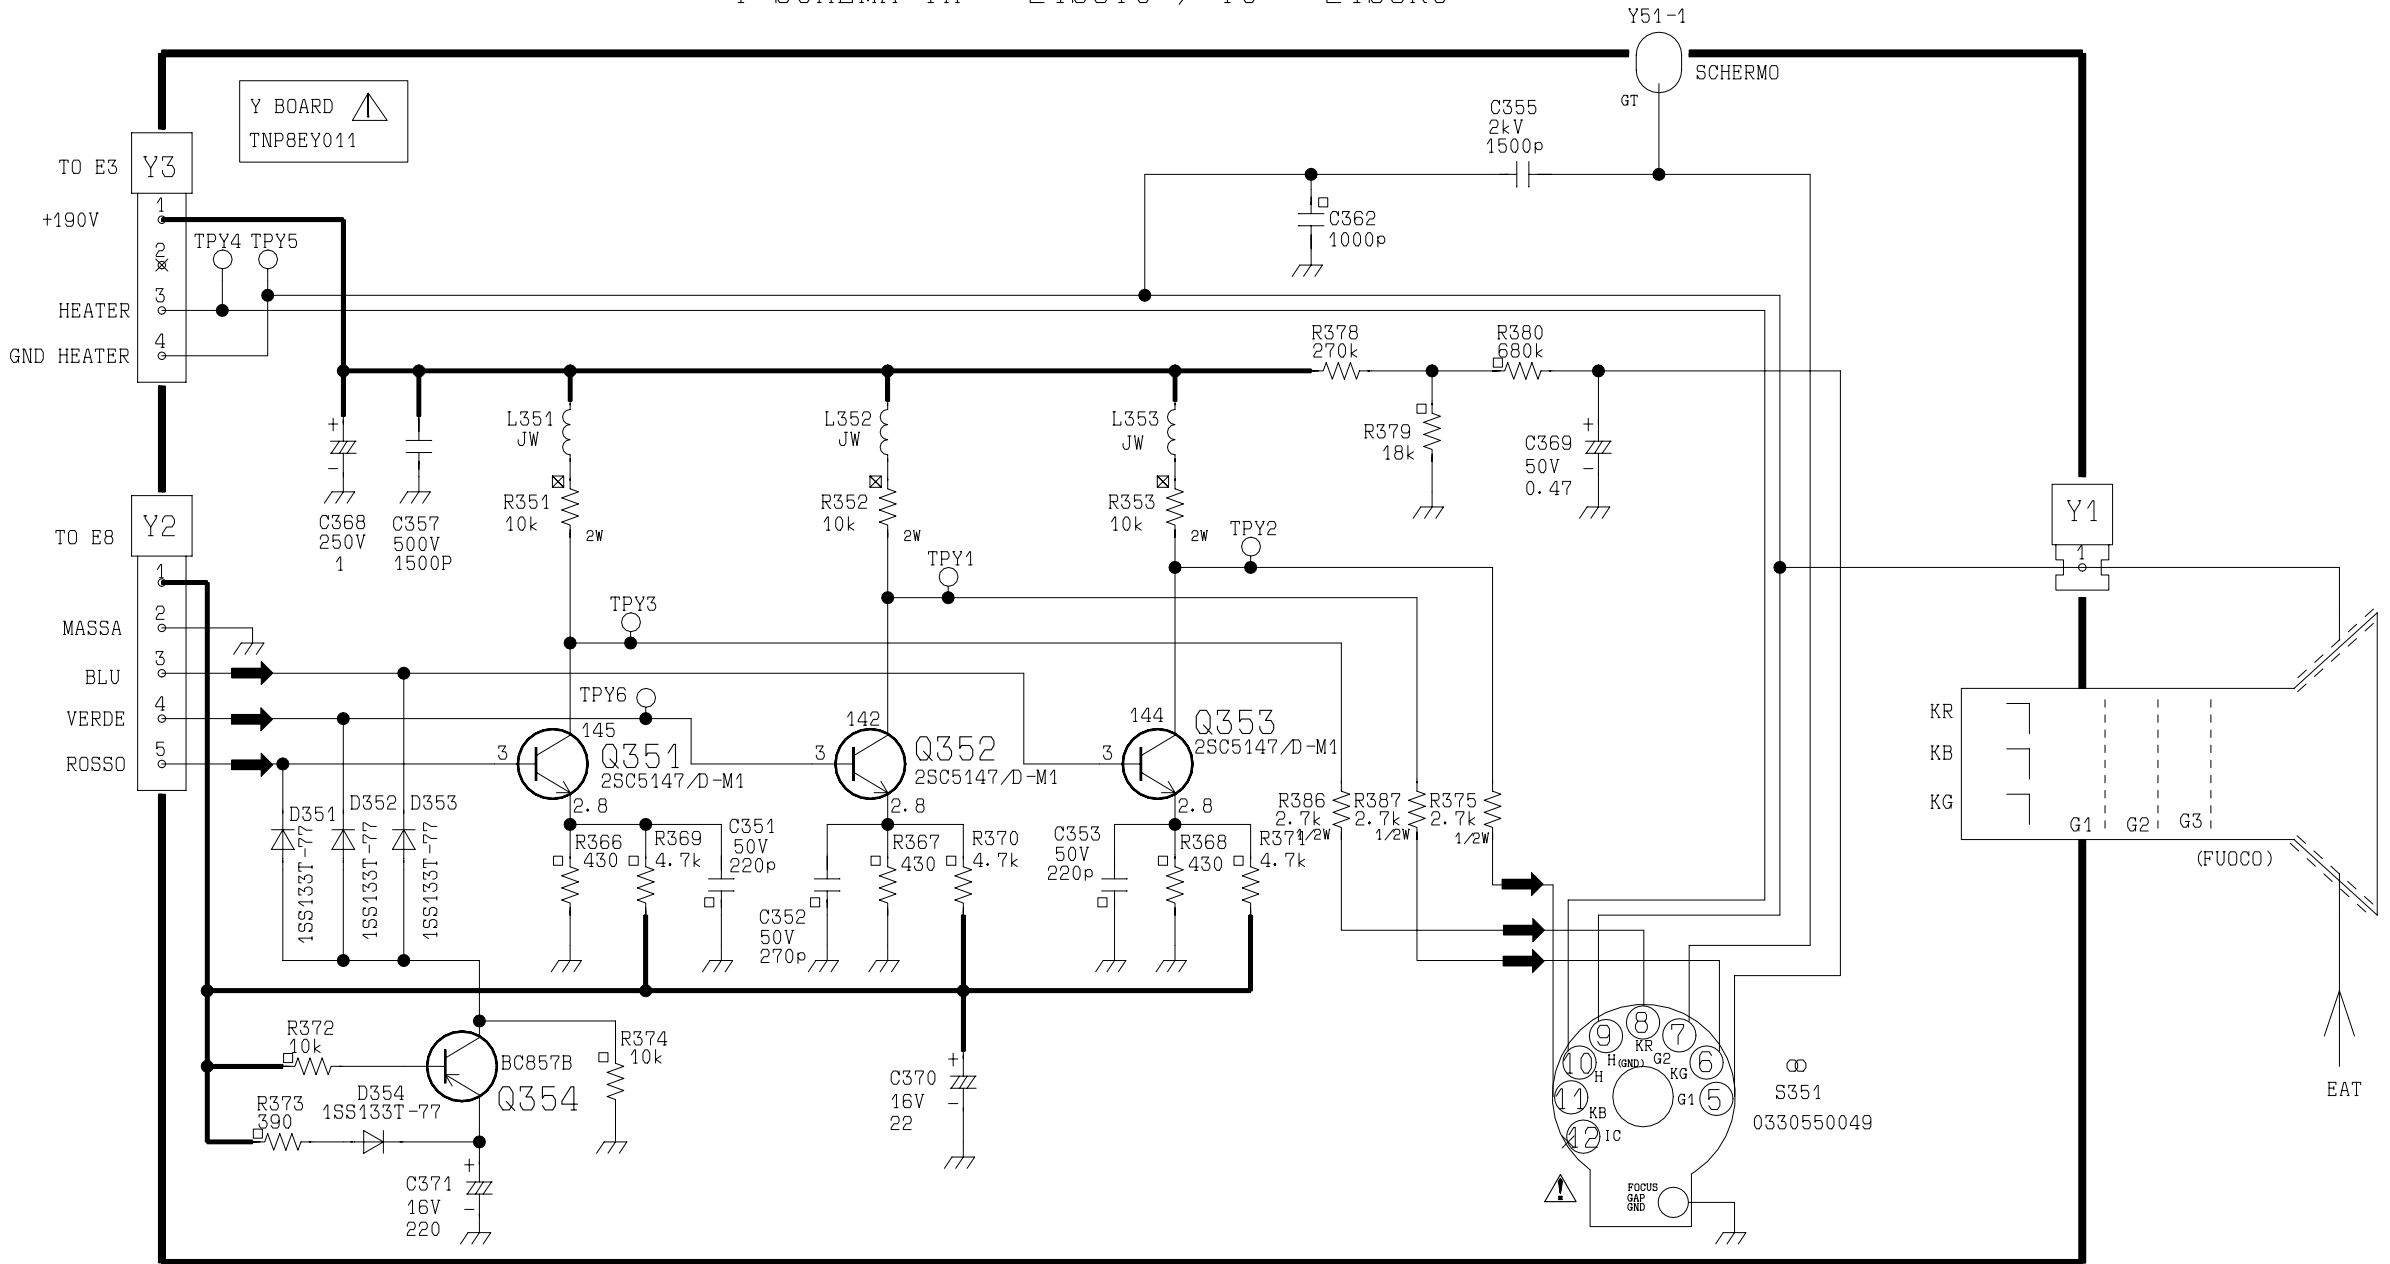 Y51-1
SCHERMO
GT
Y BOARD
TNP8EY011
C355
2kV
1500p
TO E3
Y3
1
+190V
2
TPY4
TPY5
3
HEATER
4
GND HEATER
C362
1000p
R378
270k
R380
680k
L351
JW
L352
JW
L353
JW
R379
18k
C369
50V
0.47
+
-
R351
10k
2W
R352
10k
2W
R353
10k
2W
+
-
C368
250V
1
C357
500V
1500P
TPY3
TPY1
TPY2
TO E8
Y2
1
2
MASSA
3
BLU
4
VERDE
5
ROSSO
TPY6
145
3
Q351
2SC5147/D-M1
2.8
142
3
Q352
2SC5147/D-M1
2.8
144
3
Q353
2SC5147/D-M1
2.8
D351
1SS133T-77
D352
1SS133T-77
D353
1SS133T-77
R366
430
R369
4.7k
C351
50V
220p
C352
50V
270p
R367
430
R370
4.7k
C353
50V
220p
R368
430
R371
4.7k
R386
2.7k
1/2W
R387
2.7k
1/2W
R375
2.7k
1/2W
Y1
1
KR
KB
KG
G1
G2
G3
(FUOCO)
EAT
R372
10k
R373
390
D354
1SS133T-77
BC857B
Q354
R374
10k
+
C371
16V
-
220
+
C370
16V
-
22
8
KR
9
H(GND)
7
G2
10
H
6
KG
11
KB
5
G1
12
IC
S351
0330550049
FOCUS
GAP
GND